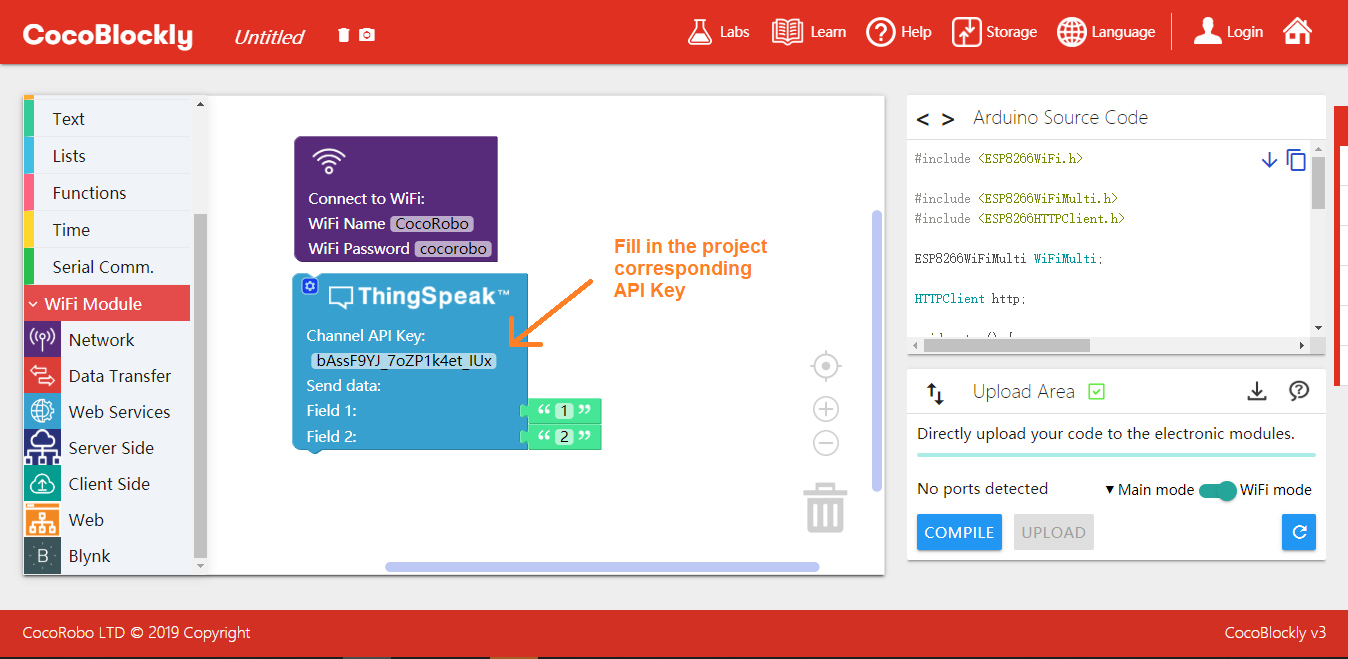 CocoBlockly
Untitled
Labs
Learn
Help
Storage
Language
Login
Text
Lists
Functions
Time
Serial Comm.
WiFi Module
Network
Data Transfer
Web Services
Server Side
Client Side
Web
B Blynk
Connect to WiFi:
WiFi Name CocoRobo
WiFi Password cocorobo
ThingSpeak™
Channel API Key:
bAssF9YJ_7oZP1k4et_IUx
Send data:
Field 1: “ 1 ”
Field 2: “ 2 ”
Fill in the project
corresponding
API Key
< > Arduino Source Code
#include <ESP8266WiFi.h>
#include <ESP8266WiFiMulti.h>
#include <ESP8266HTTPClient.h>
ESP8266WiFiMulti WiFiMulti;
HTTPClient http;
Upload Area
Directly upload your code to the electronic modules.
No ports detected
▼ Main mode
WiFi mode
COMPILE
UPLOAD
CocoRobo LTD © 2019 Copyright
CocoBlockly v3